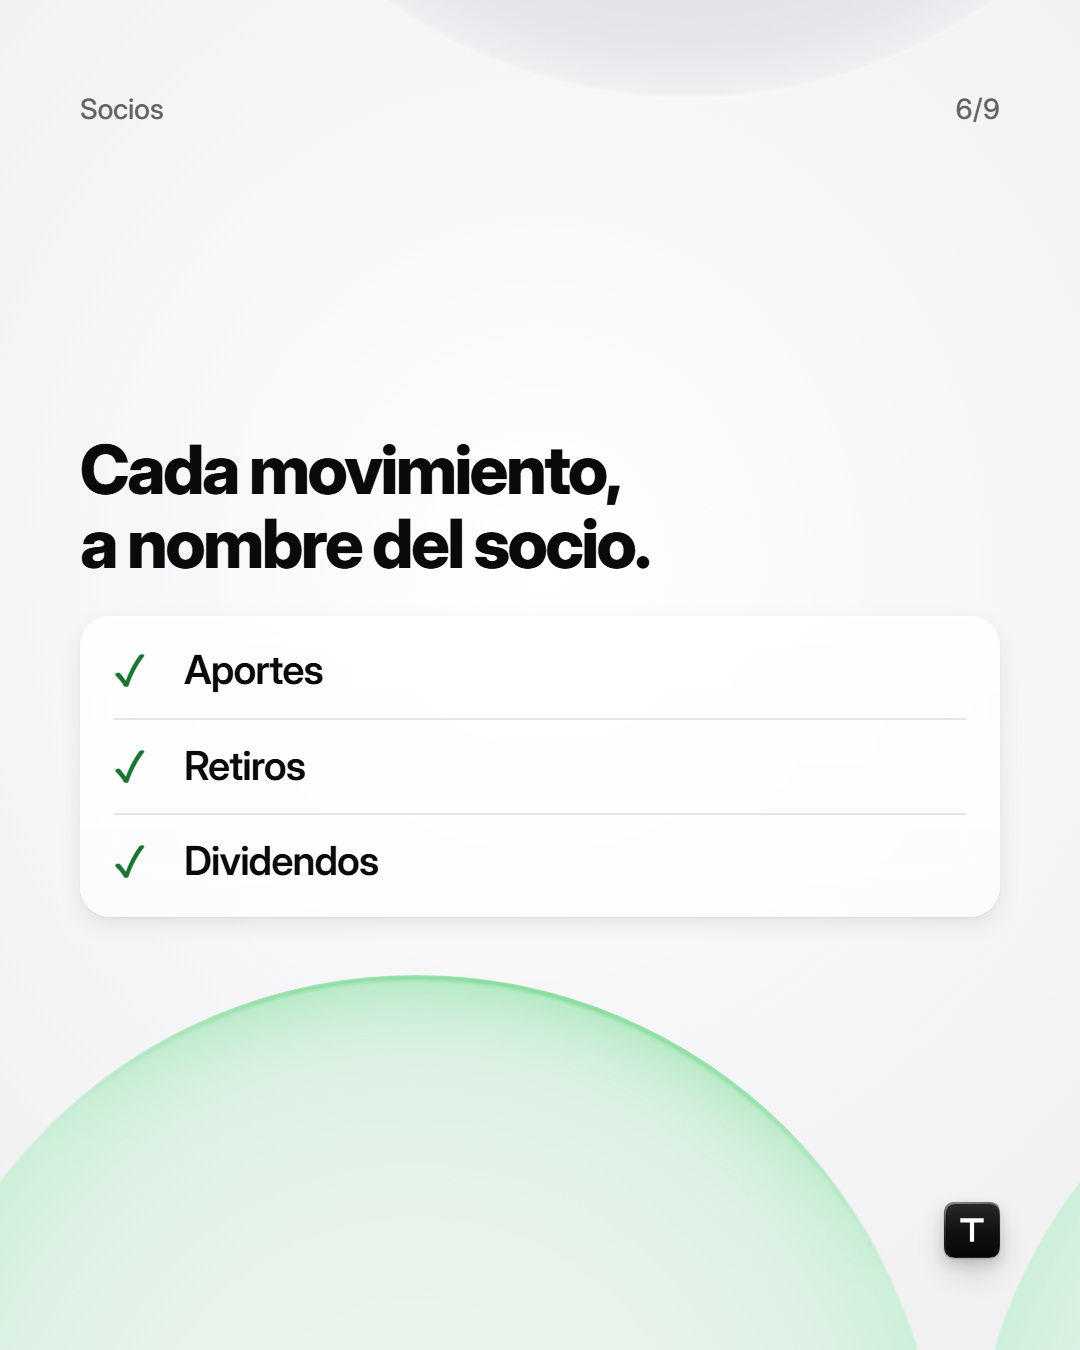 Socios
6/9
Cada movimiento,
a nombre del socio.
✓ Aportes
✓ Retiros
✓ Dividendos
T